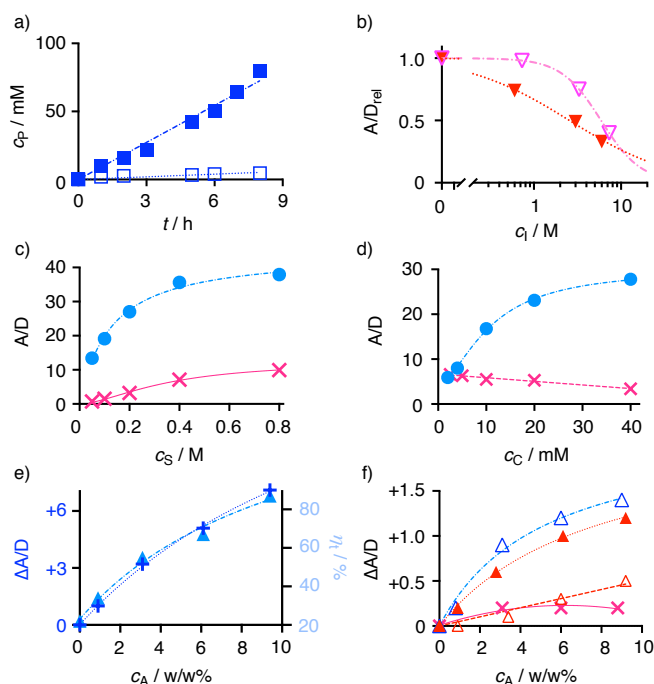 a)
100
50
0
c_P / mM
0 3 6 9
t / h
b)
1.0
0.5
0.0
A/D_rel
0 1 10
c_I / M
c)
40
30
20
10
0
A/D
0 0.2 0.4 0.6 0.8
c_S / M
d)
30
20
10
0
A/D
0 10 20 30 40
c_C / mM
e)
+6
+3
0
ΔA/D
80
60
40
20
η_t / %
0 2 4 6 8 10
c_A / w/w%
f)
+1.5
+1.0
+0.5
0
ΔA/D
0 2 4 6 8 10
c_A / w/w%